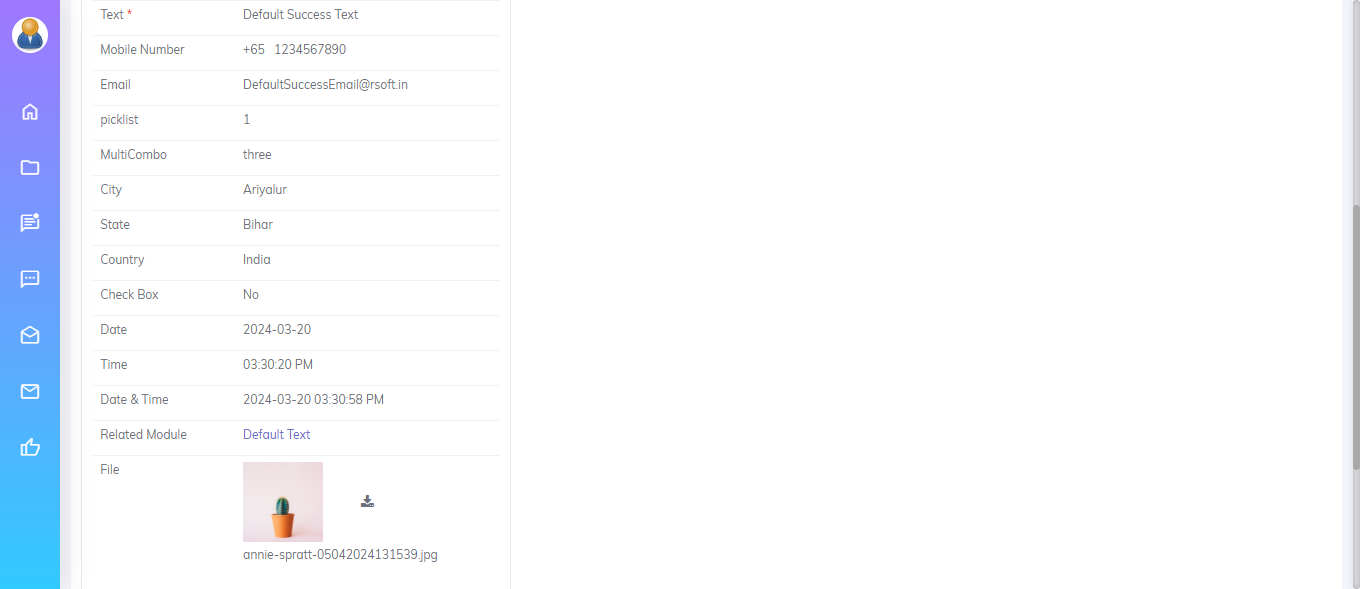 Text * Default Success Text
Mobile Number +65 1234567890
Email DefaultSuccessEmail@rsoft.in
picklist 1
MultiCombo three
City Ariyalur
State Bihar
Country India
Check Box No
Date 2024-03-20
Time 03:30:20 PM
Date & Time 2024-03-20 03:30:58 PM
Related Module Default Text
File
annie-spratt-05042024131539.jpg